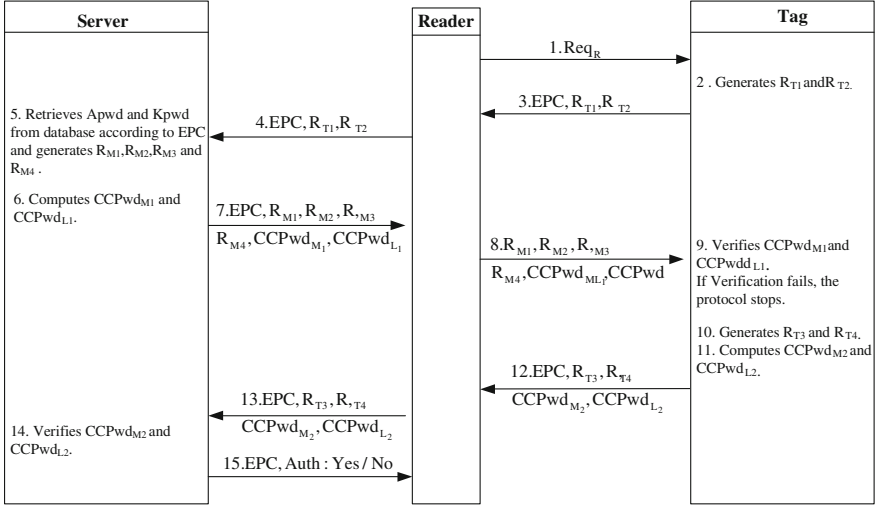 Server
Reader
Tag
1.Req_R
2 . Generates R_T1 and R_T2.
3.EPC, R_T1, R_T2
4.EPC, R_T1, R_T2
5. Retrieves Apwd and Kpwd
from database according to EPC
and generates R_M1,R_M2,R_M3 and
R_M4 .
6. Computes CCPwd_M1 and
CCPwd_L1.
7.EPC, R_M1, R_M2, R,_M3
R_M4, CCPwd_M1, CCPwd_L1
8.R_M1, R_M2, R,_M3
R_M4, CCPwd_ML1, CCPwd
9. Verifies CCPwd_M1 and
CCPwdd_L1.
If Verification fails, the
protocol stops.
10. Generates R_T3 and R_T4.
11. Computes CCPwd_M2 and
CCPwd_L2.
12.EPC, R_T3, R,_T4
CCPwd_M2, CCPwd_L2
13.EPC, R_T3, R,_T4
CCPwd_M2, CCPwd_L2
14. Verifies CCPwd_M2 and
CCPwd_L2.
15.EPC, Auth : Yes / No